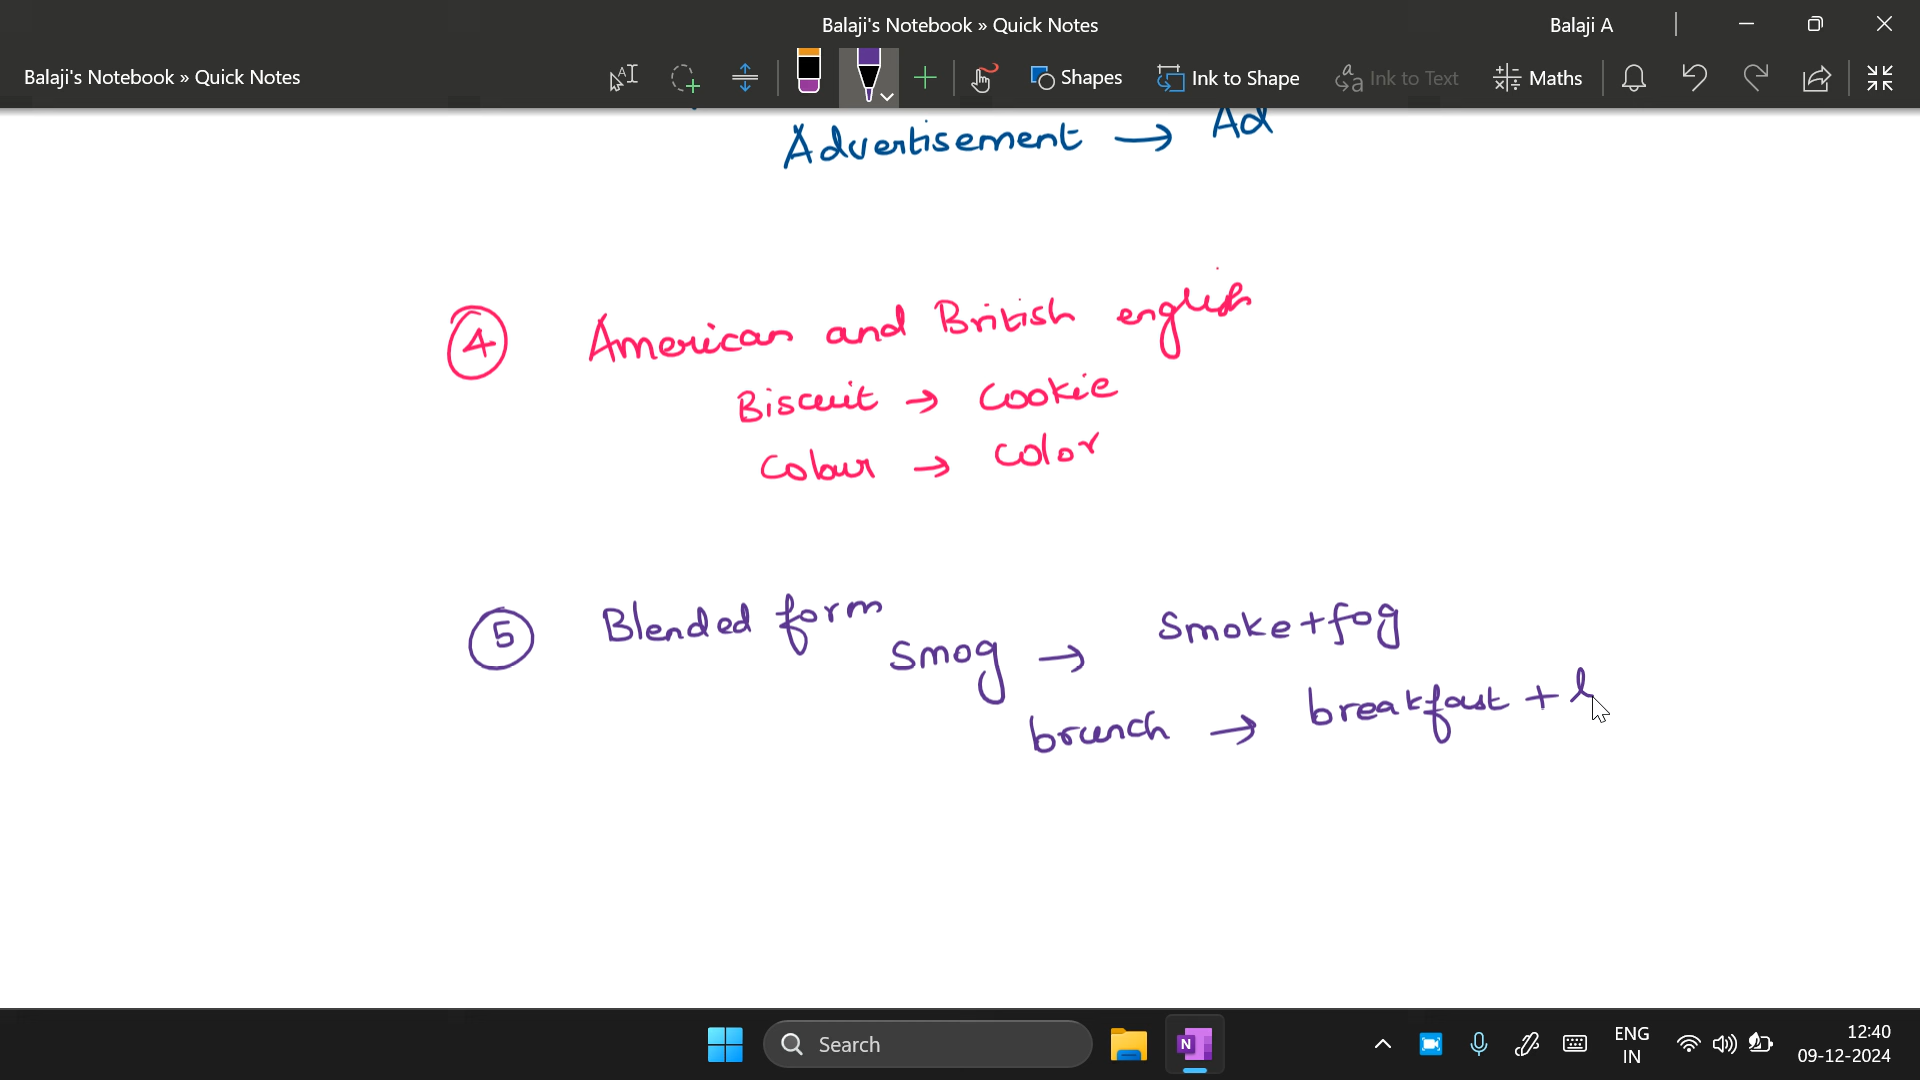 Balaji's Notebook » Quick Notes
Balaji A
Balaji's Notebook » Quick Notes
Shapes
Ink to Shape
Ink to Text
Maths
Advertisement → Ad
④ American and British english
Biscuit → Cookie
Colour → Color
⑤ Blended form
Smog → Smoke+fog
brunch → breakfast + l
Search
ENG
IN
12:40
09-12-2024